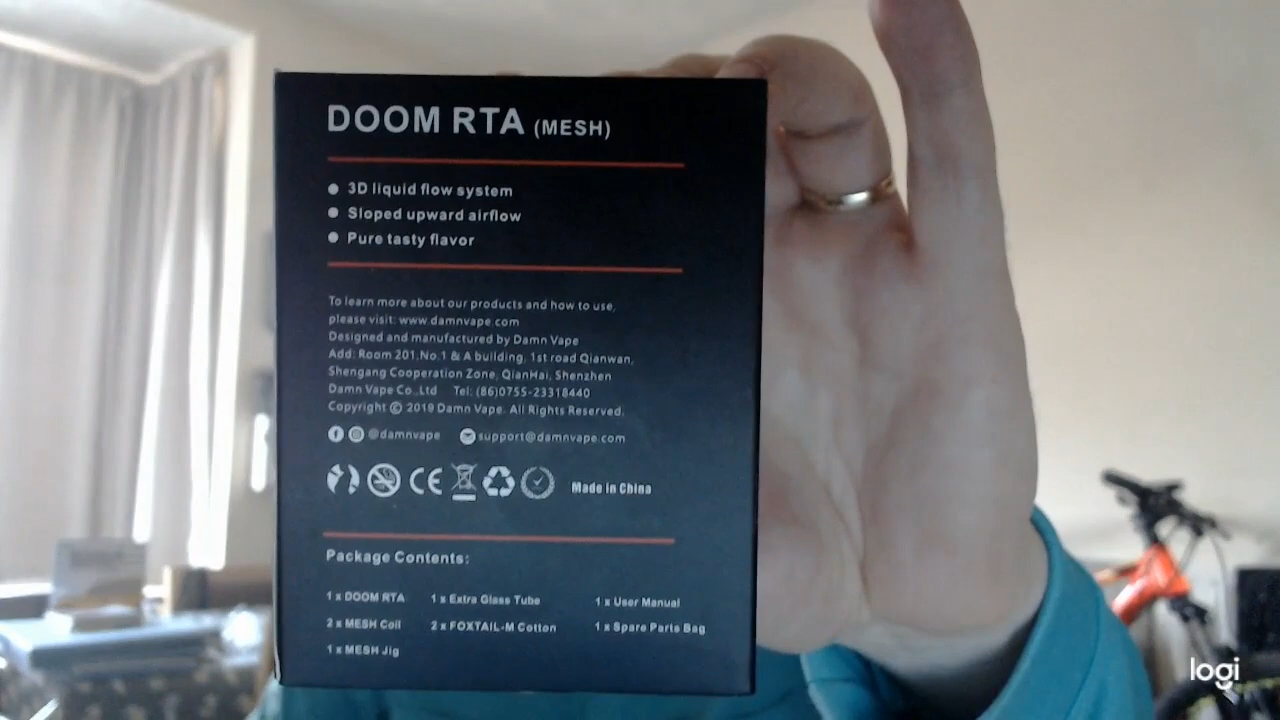 DOOM RTA (MESH)
● 3D liquid flow system
● Sloped upward airflow
● Pure tasty flavor
To learn more about our products and how to use,
please visit: www.damnvape.com
Designed and manufactured by Damn Vape
Add: Room 201,No.1 & A building, 1st road Qianwan,
Shengang Cooperation Zone, QianHai, Shenzhen
Damn Vape Co.,Ltd Tel: (86)0755-23318440
Copyright © 2019 Damn Vape. All Rights Reserved.
@damnvape support@damnvape.com
CE Made in China
Package Contents:
1 x DOOM RTA 1 x Extra Glass Tube 1 x User Manual
2 x MESH Coil 2 x FOXTAIL-M Cotton 1 x Spare Parts Bag
1 x MESH Jig
logi